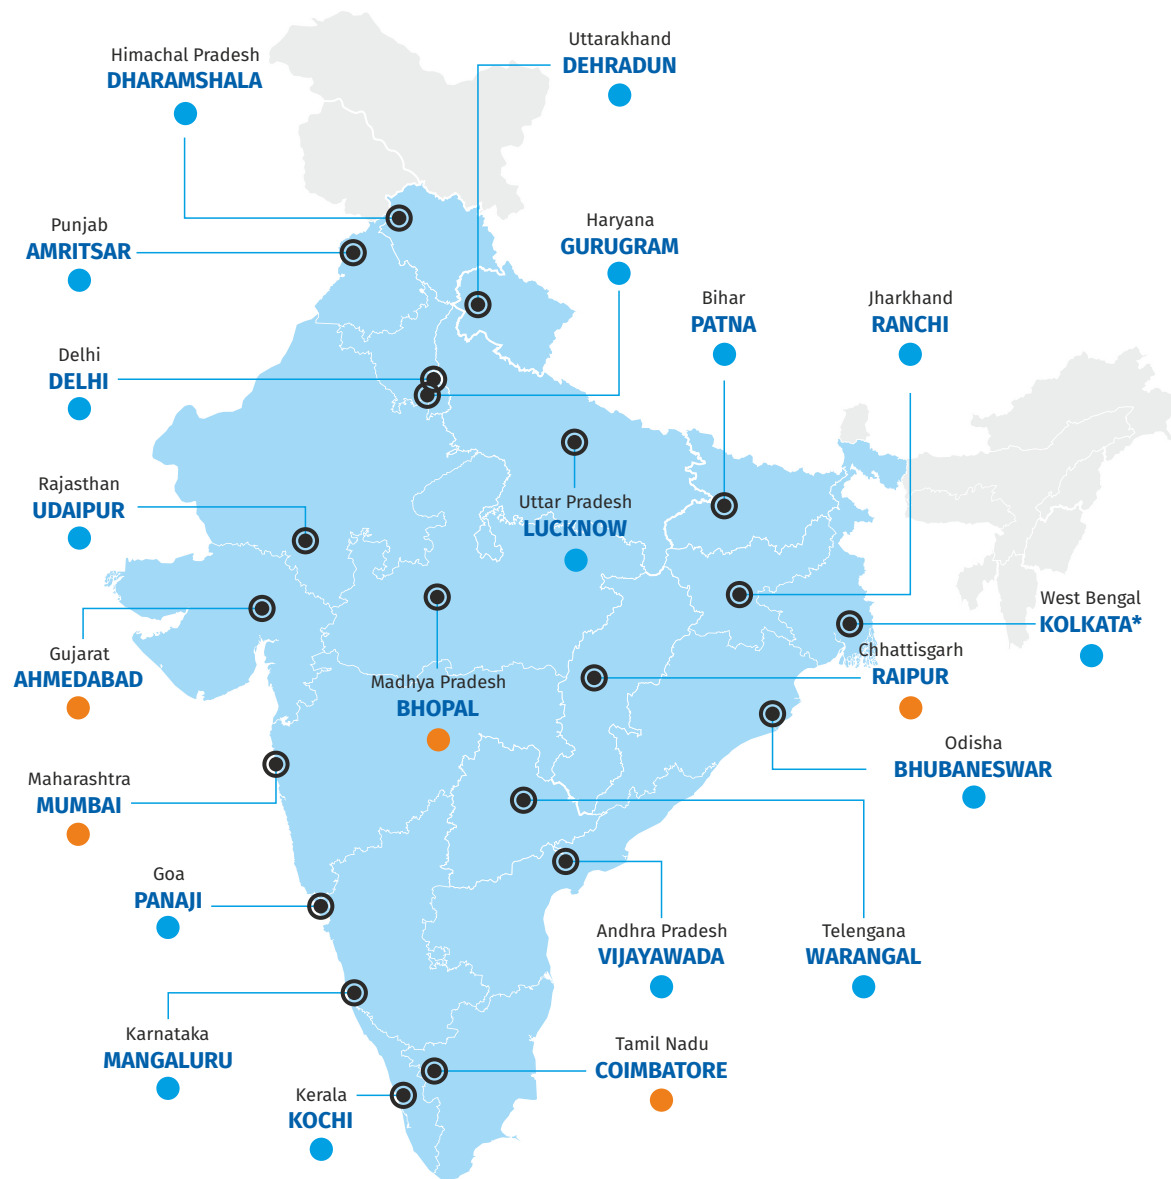 Himachal Pradesh
DHARAMSHALA
Uttarakhand
DEHRADUN
Punjab
AMRITSAR
Haryana
GURUGRAM
Bihar
PATNA
Jharkhand
RANCHI
Delhi
DELHI
Rajasthan
UDAIPUR
Uttar Pradesh
LUCKNOW
West Bengal
KOLKATA*
Gujarat
AHMEDABAD
Madhya Pradesh
BHOPAL
Chhattisgarh
RAIPUR
Odisha
BHUBANESWAR
Maharashtra
MUMBAI
Goa
PANAJI
Andhra Pradesh
VIJAYAWADA
Telengana
WARANGAL
Karnataka
MANGALURU
Tamil Nadu
COIMBATORE
Kerala
KOCHI